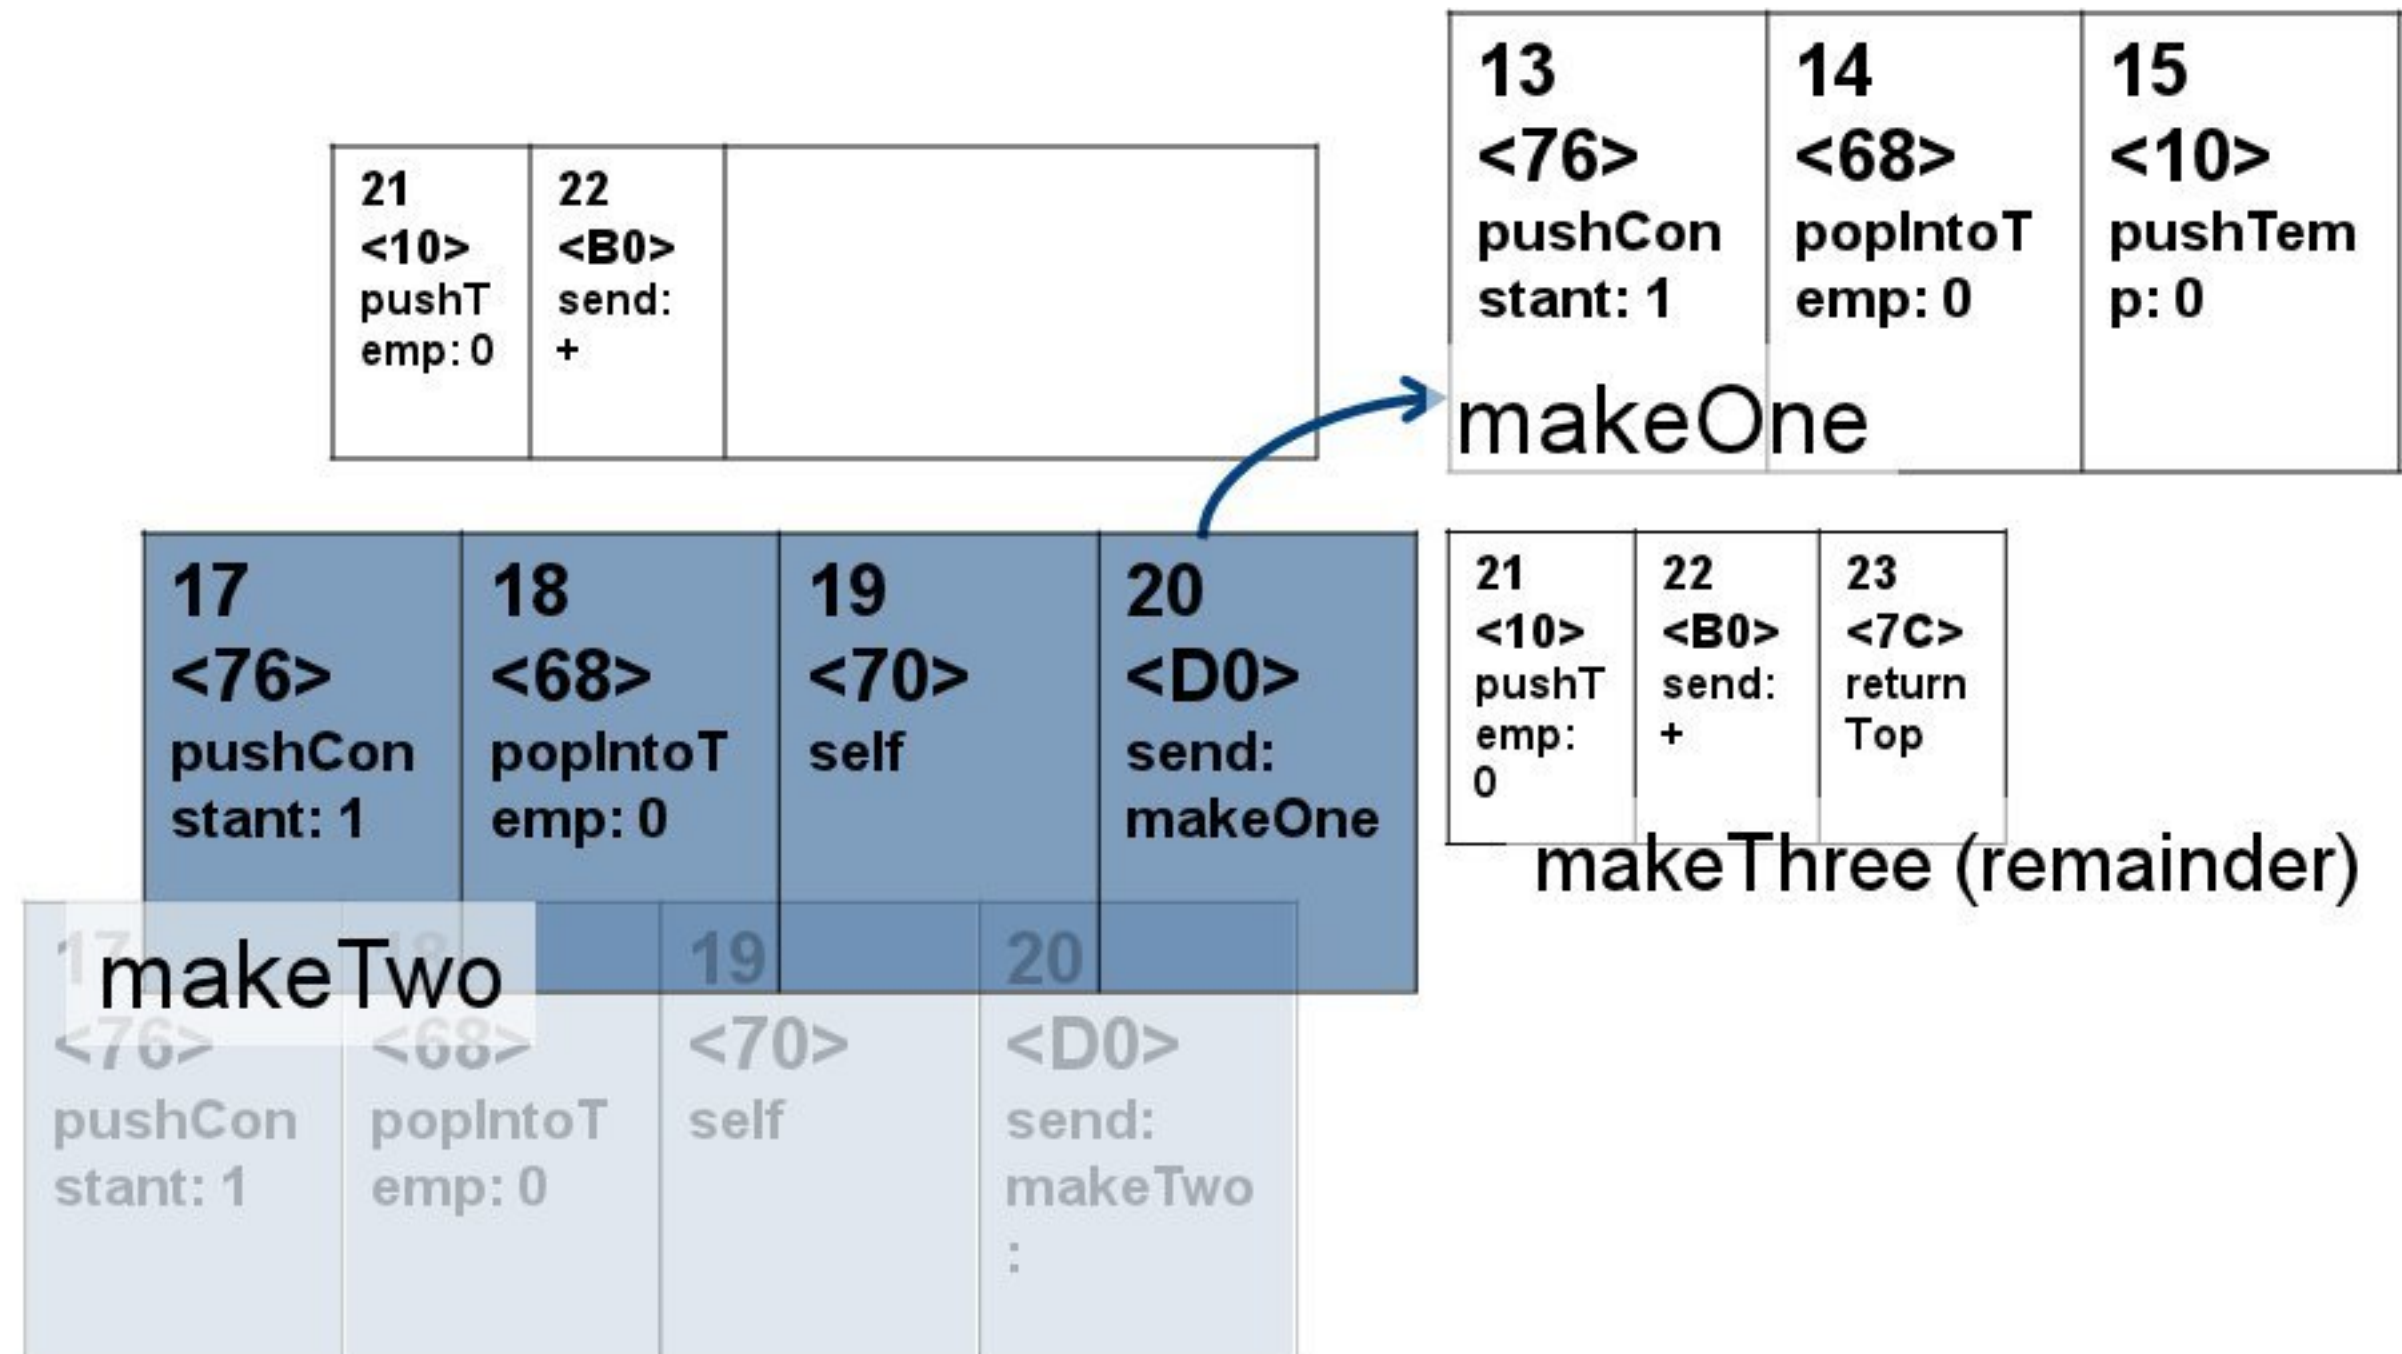 13
<76>
pushCon
stant: 1
14
<68>
popIntoT
emp: 0
15
<10>
pushTem
p: 0
makeOne
21
<10>
pushT
emp: 0
22
<B0>
send:
+
17
<76>
pushCon
stant: 1
18
<68>
popIntoT
emp: 0
19
<70>
self
20
<D0>
send:
makeOne
makeTwo
21
<10>
pushT
emp:
0
22
<B0>
send:
+
23
<7C>
return
Top
makeThree (remainder)
17
<76>
pushCon
stant: 1
18
<68>
popIntoT
emp: 0
19
<70>
self
20
<D0>
send:
makeTwo
: